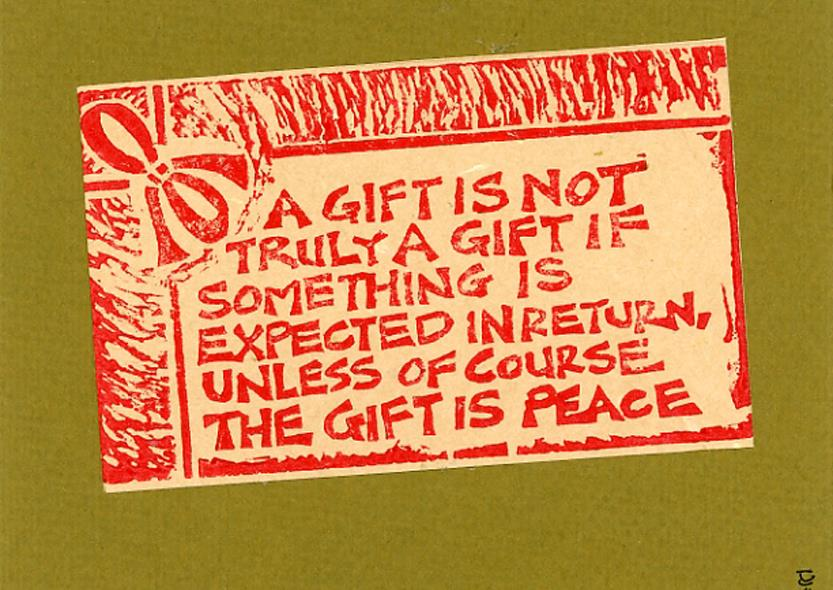 A GIFT IS NOT
TRULY A GIFT IF
SOMETHING IS
EXPECTED IN RETURN,
UNLESS OF COURSE
THE GIFT IS PEACE